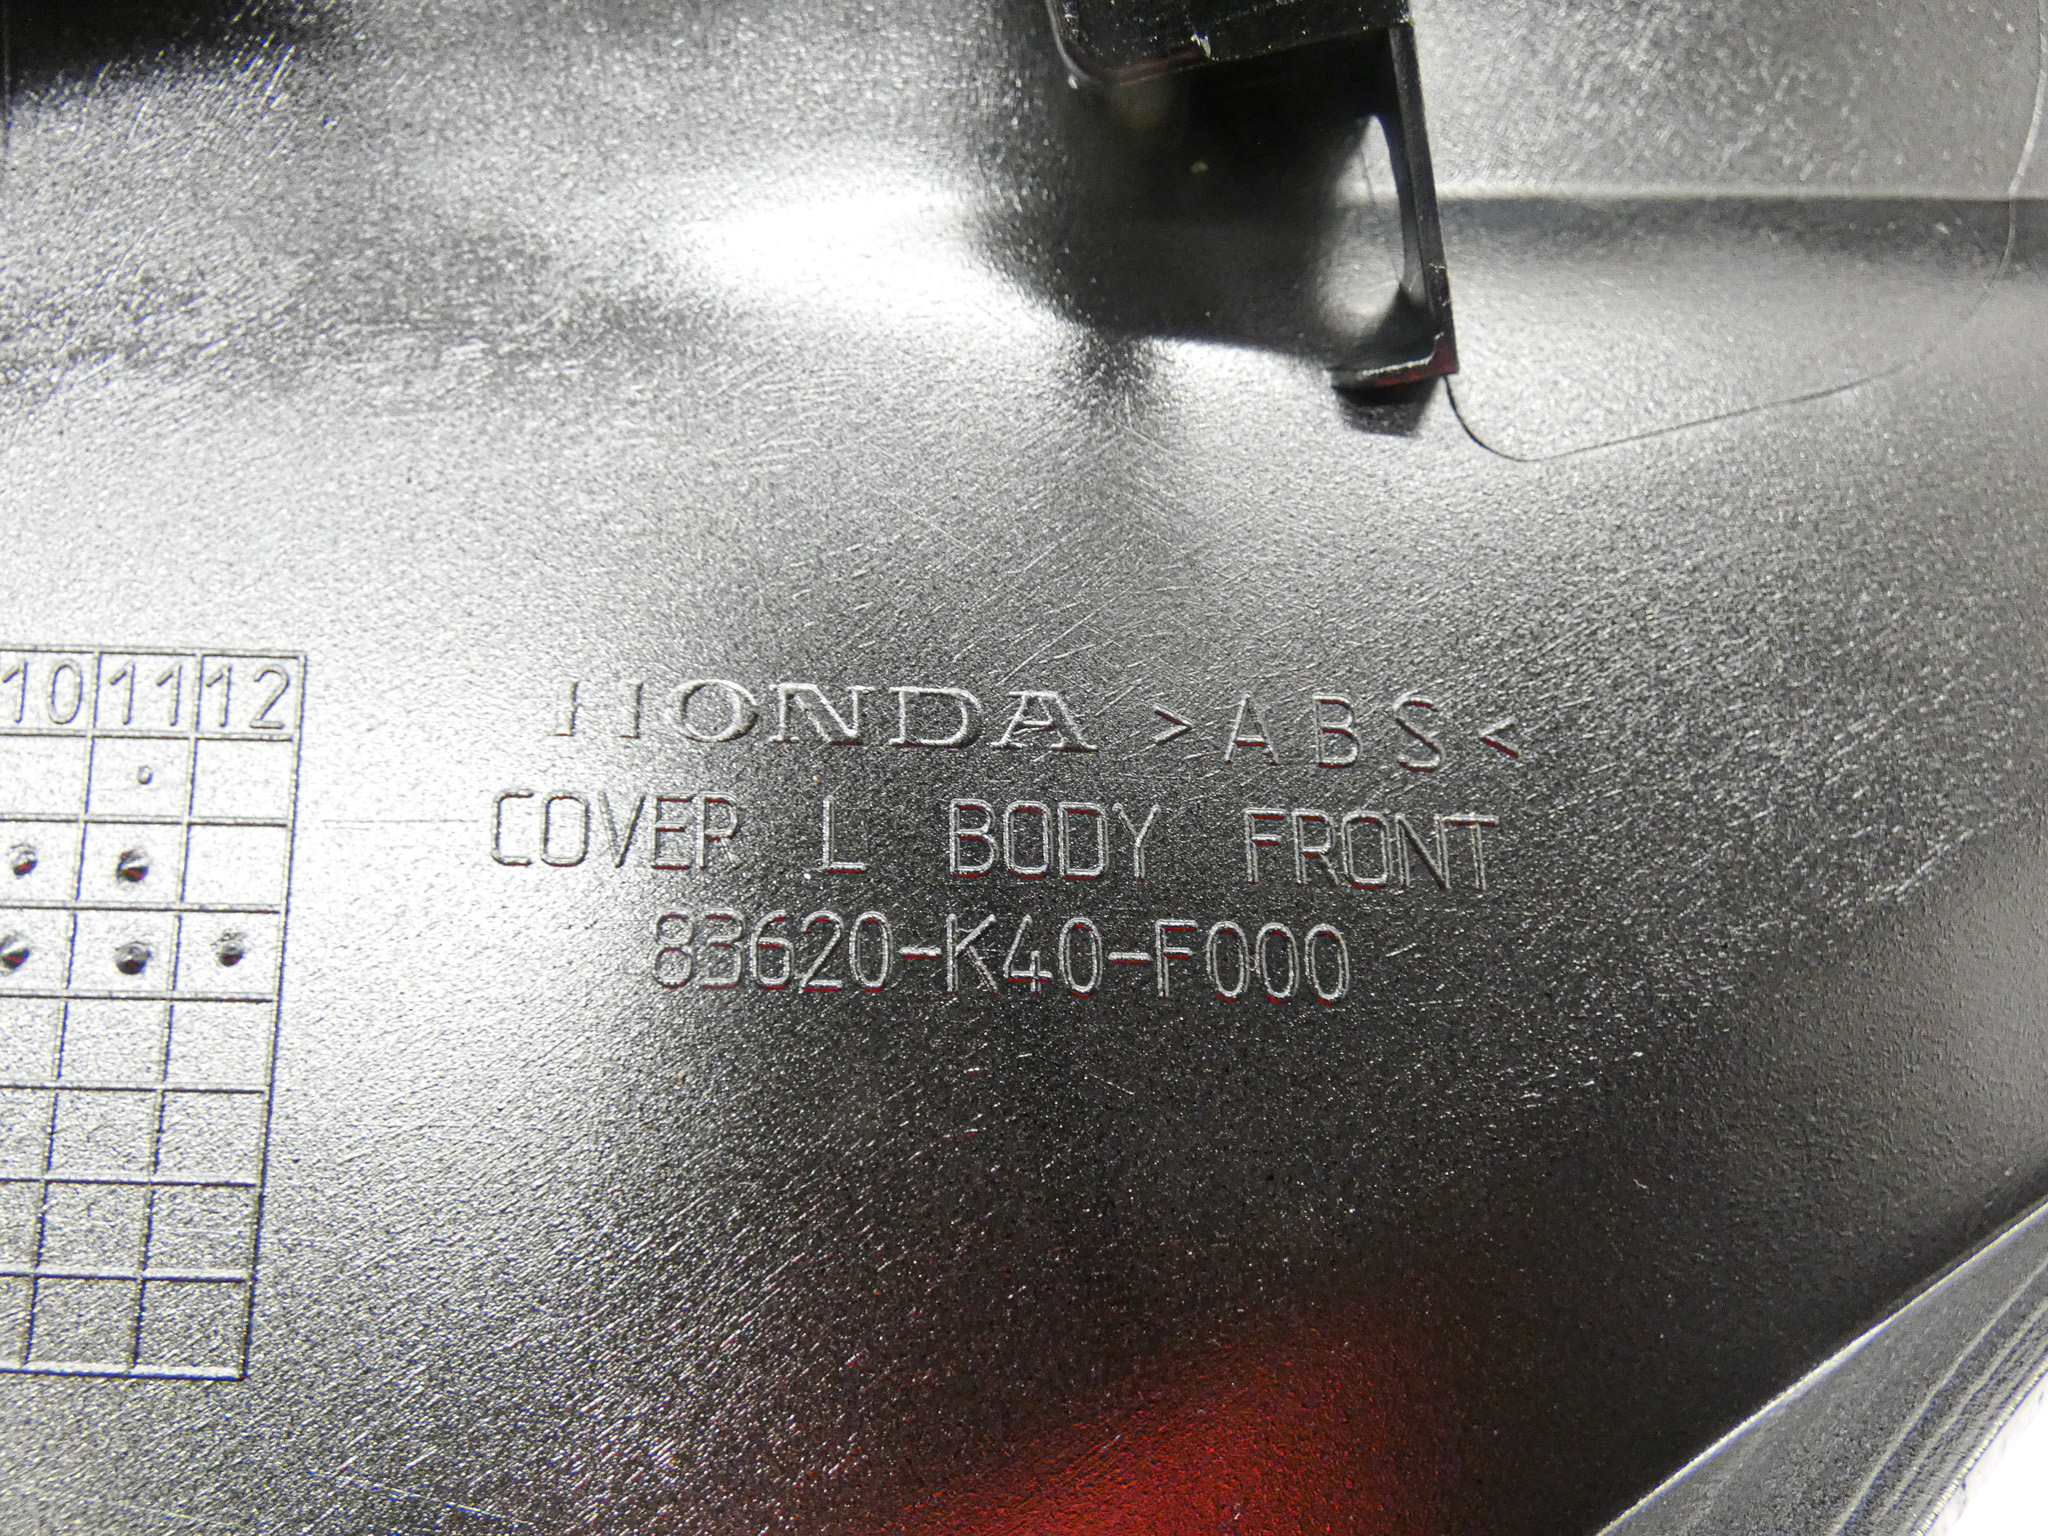 10 11 12
HONDA >ABS<
COVER L BODY FRONT
83620-K40-F000